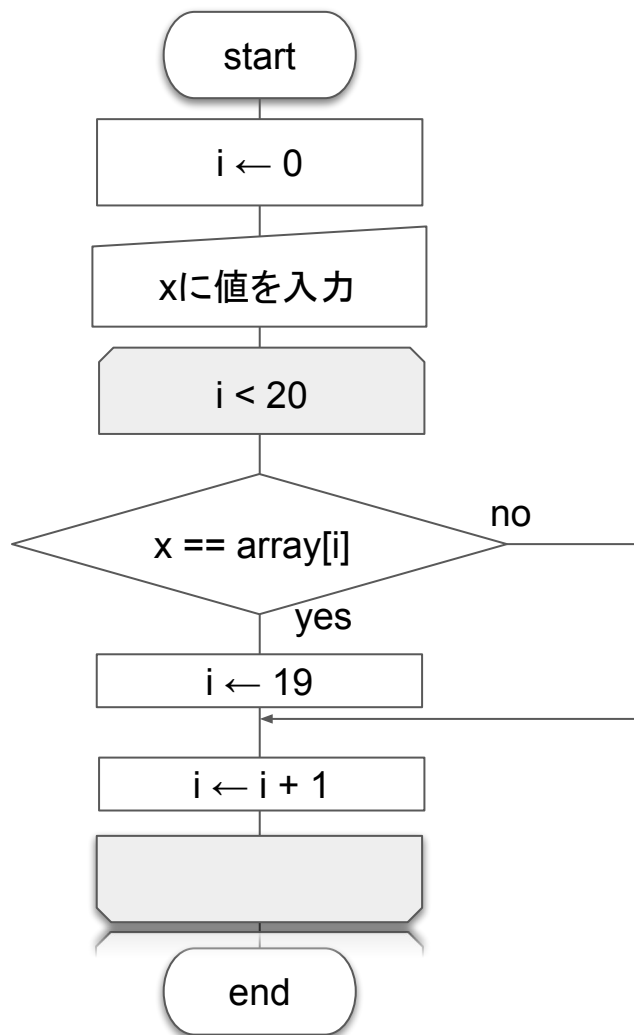 start
i ← 0
xに値を入力
i < 20
x == array[i]
no
yes
i ← 19
i ← i + 1
end